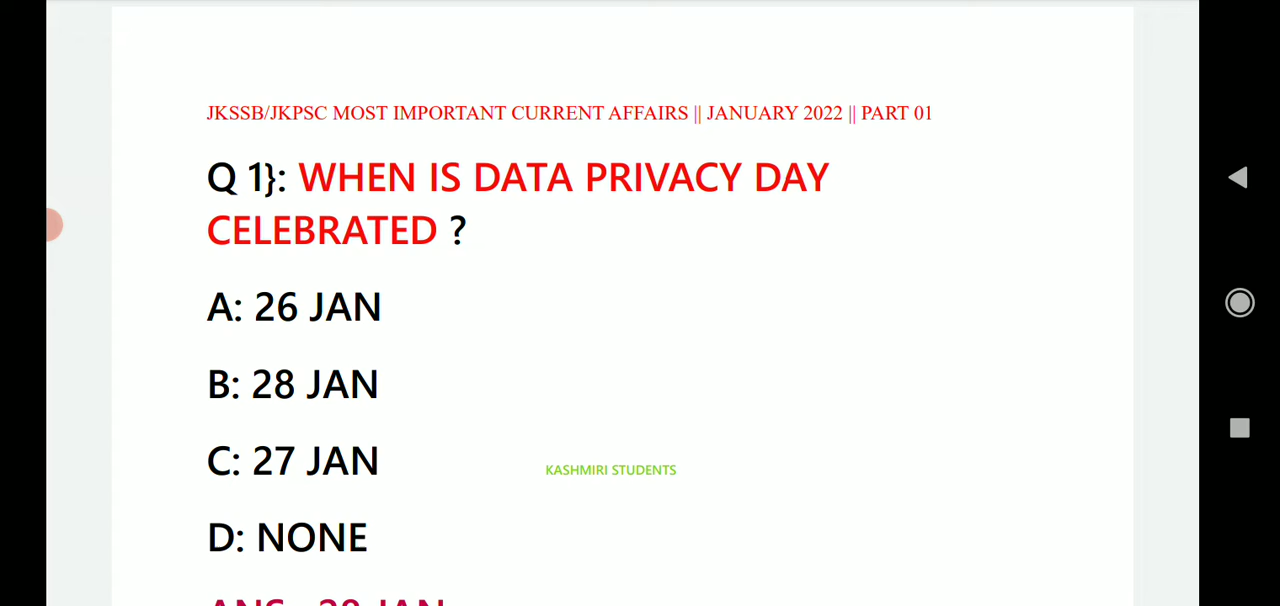 JKSSB/JKPSC MOST IMPORTANT CURRENT AFFAIRS || JANUARY 2022 || PART 01
Q 1}: WHEN IS DATA PRIVACY DAY
CELEBRATED ?
A: 26 JAN
B: 28 JAN
C: 27 JAN
KASHMIRI STUDENTS
D: NONE